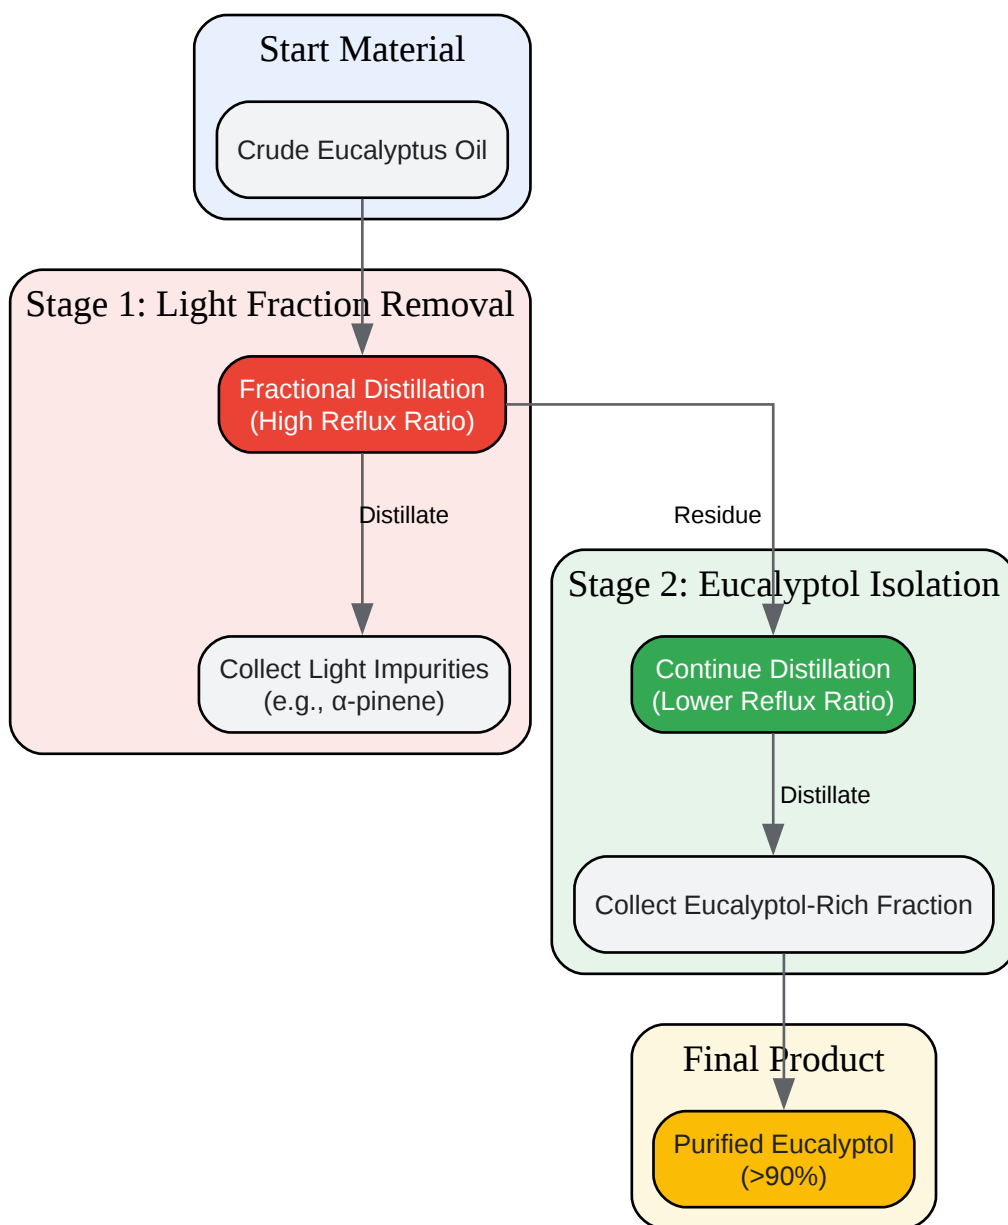 Start Material
Crude Eucalyptus Oil
Stage 1: Light Fraction Removal
Fractional Distillation
(High Reflux Ratio)
Distillate
Residue
Collect Light Impurities
(e.g., α-pinene)
Stage 2: Eucalyptol Isolation
Continue Distillation
(Lower Reflux Ratio)
Distillate
Collect Eucalyptol-Rich Fraction
Final Product
Purified Eucalyptol
(>90%)